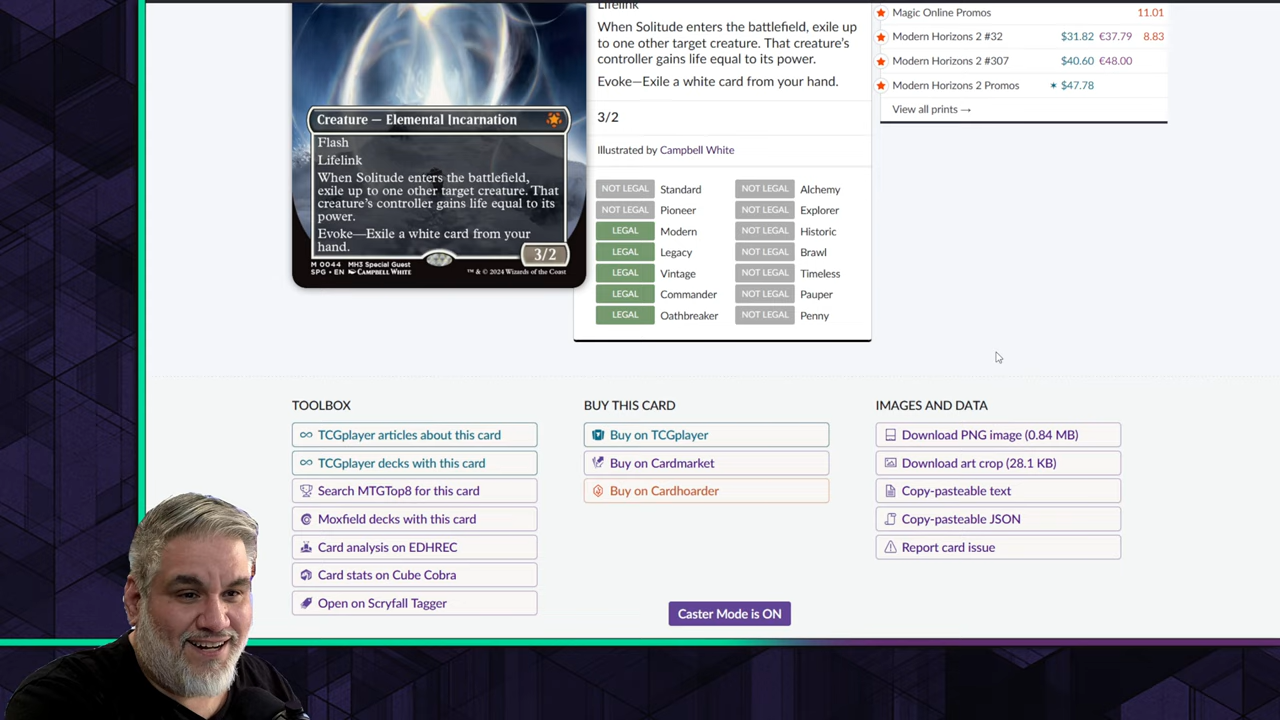 Creature — Elemental Incarnation
Flash
Lifelink
When Solitude enters the battlefield,
exile up to one other target creature. That
creature's controller gains life equal to its
power.
Evoke—Exile a white card from your
hand.
3/2
M 0044 MH3 Special Guest
SPG • EN Campbell White
™ & © 2024 Wizards of the Coast
Lifelink
When Solitude enters the battlefield, exile up
to one other target creature. That creature's
controller gains life equal to its power.
Evoke—Exile a white card from your hand.
3/2
Illustrated by Campbell White
NOT LEGAL Standard NOT LEGAL Alchemy
NOT LEGAL Pioneer NOT LEGAL Explorer
LEGAL Modern NOT LEGAL Historic
LEGAL Legacy NOT LEGAL Brawl
LEGAL Vintage NOT LEGAL Timeless
LEGAL Commander NOT LEGAL Pauper
LEGAL Oathbreaker NOT LEGAL Penny
Magic Online Promos 11.01
Modern Horizons 2 #32 $31.82 €37.79 8.83
Modern Horizons 2 #307 $40.60 €48.00
Modern Horizons 2 Promos ✶ $47.78
View all prints →
TOOLBOX
TCGplayer articles about this card
TCGplayer decks with this card
Search MTGTop8 for this card
Moxfield decks with this card
Card analysis on EDHREC
Card stats on Cube Cobra
Open on Scryfall Tagger
BUY THIS CARD
Buy on TCGplayer
Buy on Cardmarket
Buy on Cardhoarder
IMAGES AND DATA
Download PNG image (0.84 MB)
Download art crop (28.1 KB)
Copy-pasteable text
Copy-pasteable JSON
Report card issue
Caster Mode is ON